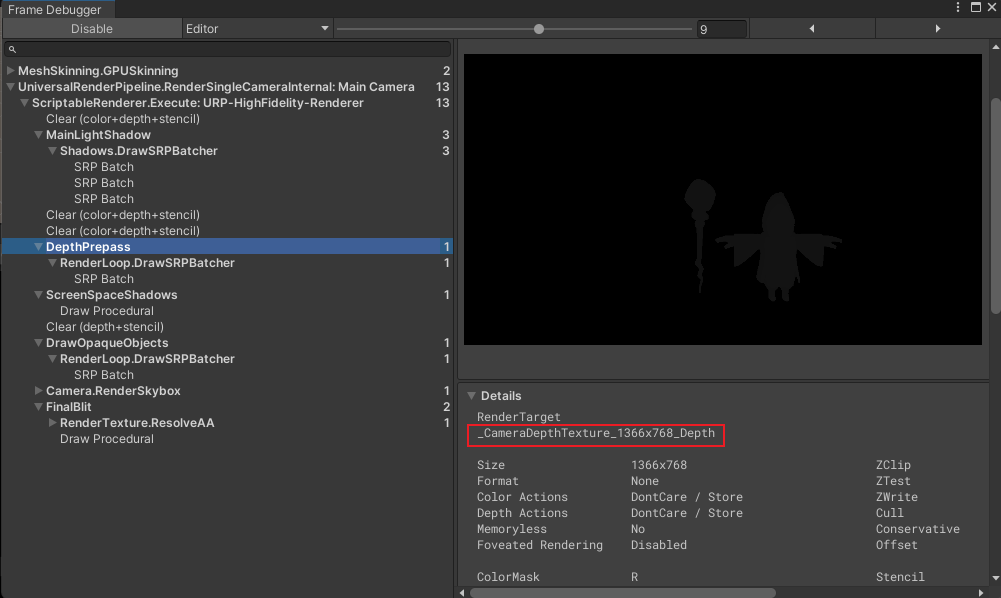 Frame Debugger
Disable
Editor
9
MeshSkinning.GPUSkinning 2
UniversalRenderPipeline.RenderSingleCameraInternal: Main Camera 13
ScriptableRenderer.Execute: URP-HighFidelity-Renderer 13
Clear (color+depth+stencil)
MainLightShadow 3
Shadows.DrawSRPBatcher 3
SRP Batch
SRP Batch
SRP Batch
Clear (color+depth+stencil)
Clear (color+depth+stencil)
DepthPrepass 1
RenderLoop.DrawSRPBatcher 1
SRP Batch
ScreenSpaceShadows 1
Draw Procedural
Clear (depth+stencil)
DrawOpaqueObjects 1
RenderLoop.DrawSRPBatcher 1
SRP Batch
Camera.RenderSkybox 1
FinalBlit 2
RenderTexture.ResolveAA 1
Draw Procedural
Details
RenderTarget
_CameraDepthTexture_1366x768_Depth
Size 1366x768 ZClip
Format None ZTest
Color Actions DontCare / Store ZWrite
Depth Actions DontCare / Store Cull
Memoryless No Conservative
Foveated Rendering Disabled Offset
ColorMask R Stencil